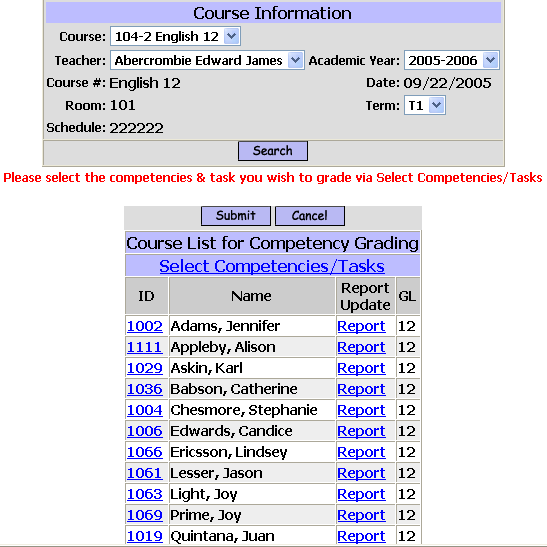 Course Information
Course: 104-2 English 12
Teacher: Abercrombie Edward James Academic Year: 2005-2006
Course #: English 12 Date: 09/22/2005
Room: 101 Term: T1
Schedule: 222222
Search
Please select the competencies & task you wish to grade via Select Competencies/Tasks
Submit Cancel
Course List for Competency Grading
Select Competencies/Tasks
ID Name Report Update GL
1002 Adams, Jennifer Report 12
1111 Appleby, Alison Report 12
1029 Askin, Karl Report 12
1036 Babson, Catherine Report 12
1004 Chesmore, Stephanie Report 12
1006 Edwards, Candice Report 12
1066 Ericsson, Lindsey Report 12
1061 Lesser, Jason Report 12
1063 Light, Joy Report 12
1069 Prime, Joy Report 12
1019 Quintana, Juan Report 12